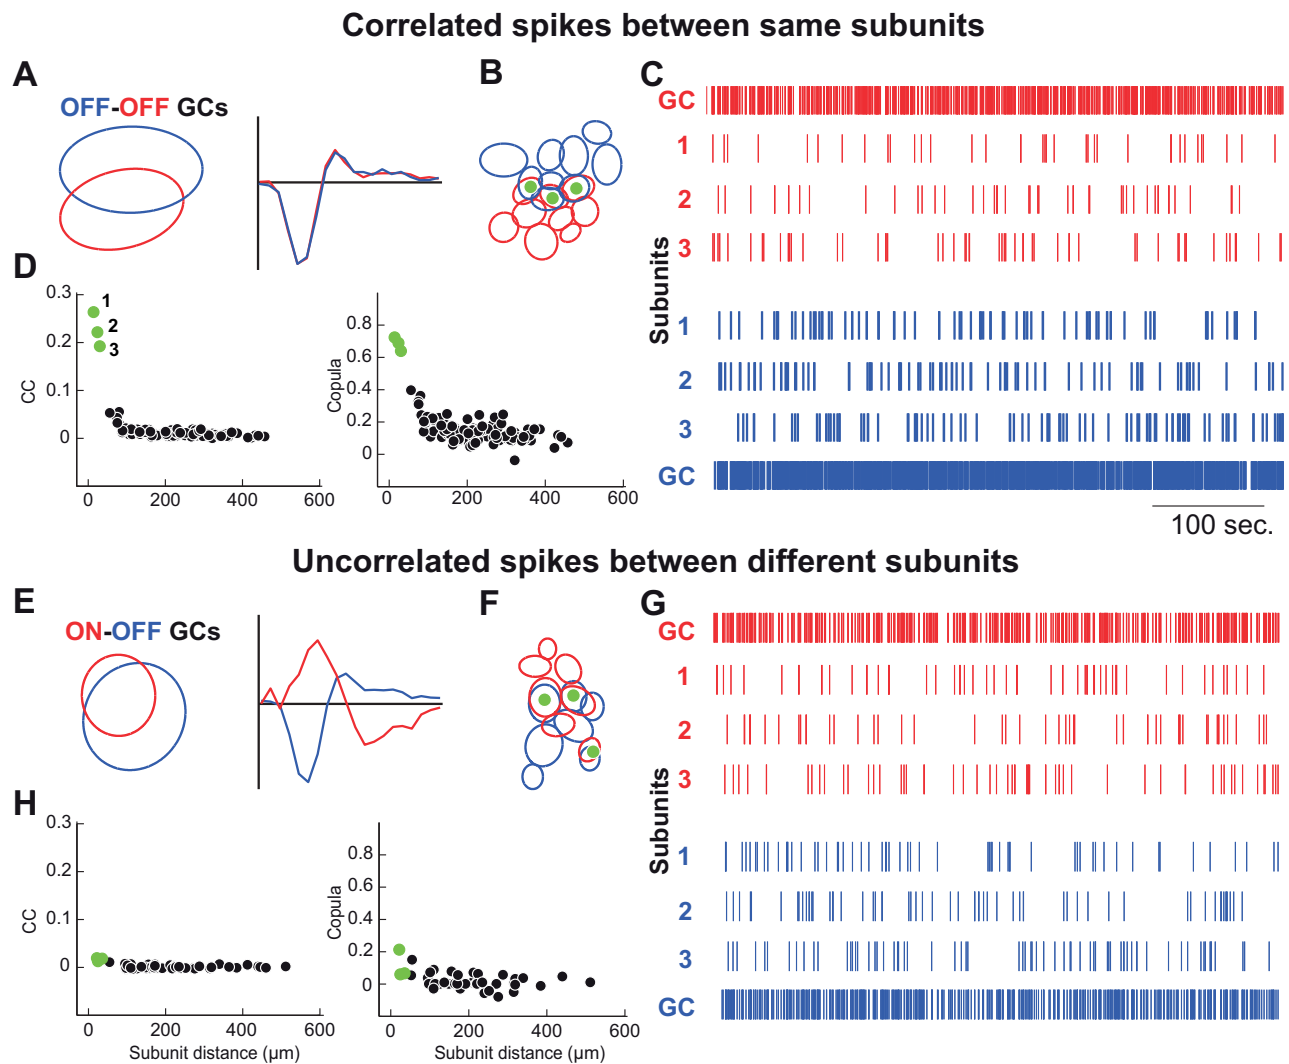 Correlated spikes between same subunits
A
OFF-OFF GCs
B
C
GC
1
2
3
Subunits
1
2
3
GC
100 sec.
D
0.3
0.2
0.1
0
CC
1
2
3
0
200
400
600
0.8
0.6
0.4
0.2
0
Copula
0
200
400
600
Uncorrelated spikes between different subunits
E
ON-OFF GCs
F
G
GC
1
2
3
Subunits
1
2
3
GC
H
0.3
0.2
0.1
0
CC
0
200
400
600
Subunit distance (µm)
0.8
0.6
0.4
0.2
0
Copula
0
200
400
600
Subunit distance (µm)